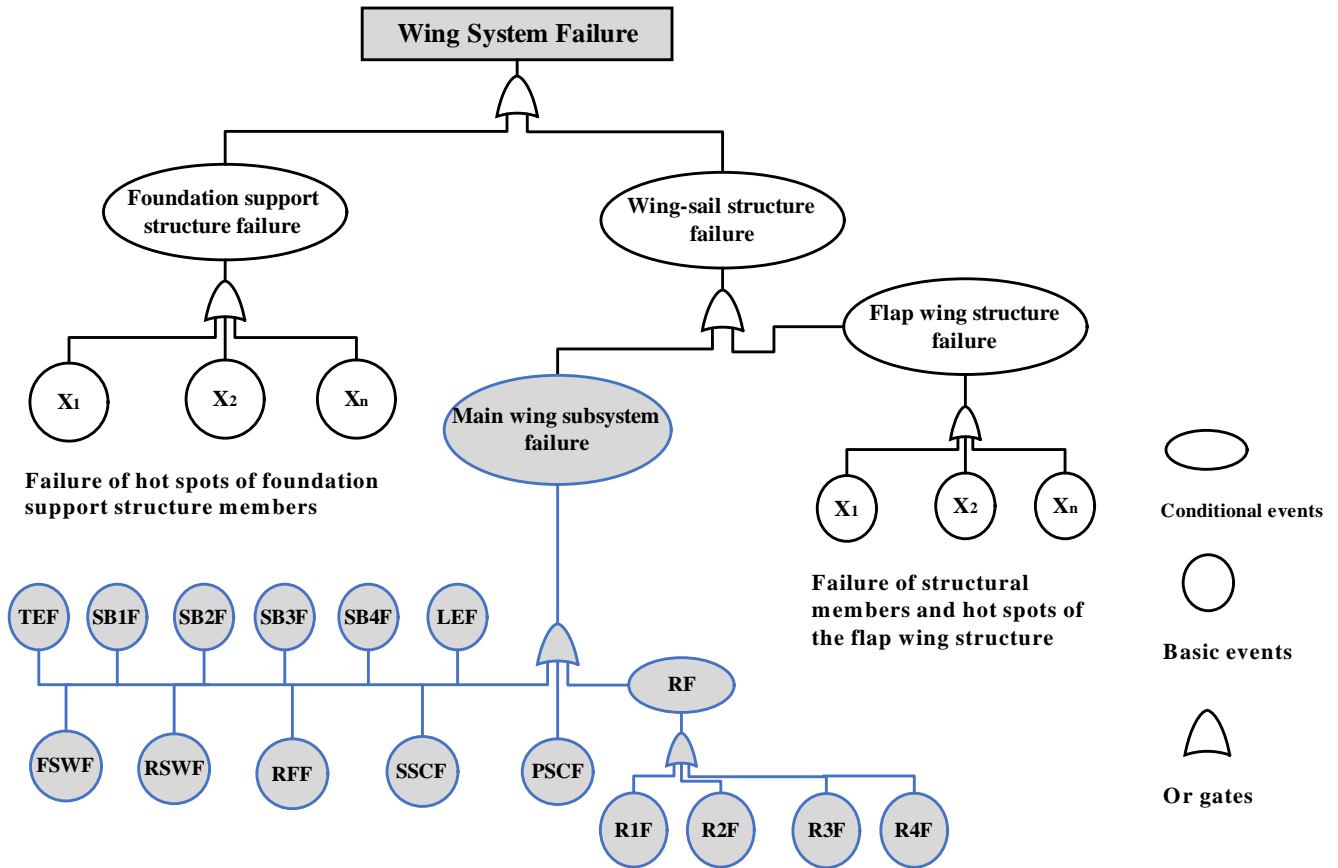 Wing System Failure
Foundation support
structure failure
Wing-sail structure
failure
Flap wing structure
failure
X1
X2
Xn
Main wing subsystem
failure
Failure of hot spots of foundation
support structure members
X1
X2
Xn
Conditional events
Failure of structural
members and hot spots of
the flap wing structure
Basic events
Or gates
TEF
SB1F
SB2F
SB3F
SB4F
LEF
RF
FSWF
RSWF
RFF
SSCF
PSCF
R1F
R2F
R3F
R4F